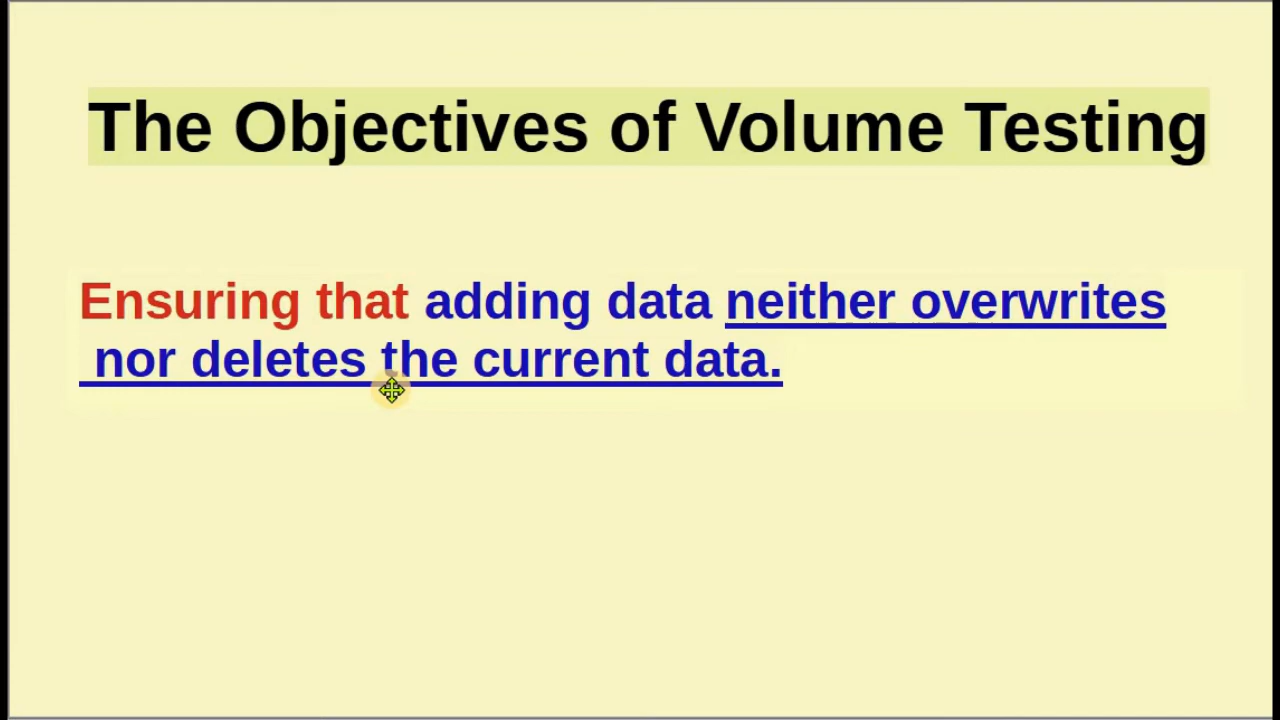 The Objectives of Volume Testing
Ensuring that adding data neither overwrites
nor deletes the current data.